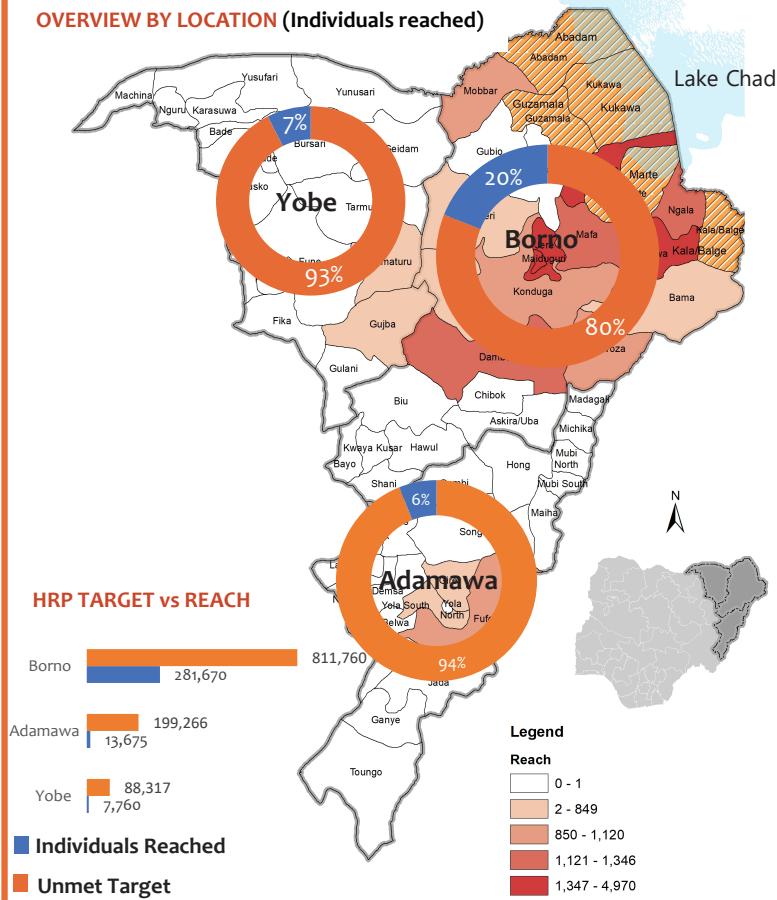 OVERVIEW BY LOCATION (Individuals reached)
Abadam
Abadam
Lake Chad
Kukawa
Kukawa
Mobbar
Guzamala
Guzamala
Yusufari
Machina
Yunusari
Nguru
Karasuwa
Bade
7%
Bursari
Geidam
Gubio
Yobe
Tarmu
93%
Fika
Gujba
Gulani
20%
Marte
Ngala
Kala/Balge
Kala/Balge
Mafa
Borno
Maiduguri
Konduga
Bama
80%
Biu
Chibok
Askira/Uba
Madagali
Michika
Mubi
North
Mubi South
Maiha
Hong
Kwaya Kusar
Hawul
Bayo
Shani
6%
Song
Adamawa
Demsa
Yola South
Yola
North
94%
Ganye
Toungo
N
HRP TARGET vs REACH
Borno
811,760
281,670
Adamawa
199,266
13,675
Yobe
88,317
7,760
Individuals Reached
Unmet Target
Legend
Reach
0 - 1
2 - 849
850 - 1,120
1,121 - 1,346
1,347 - 4,970